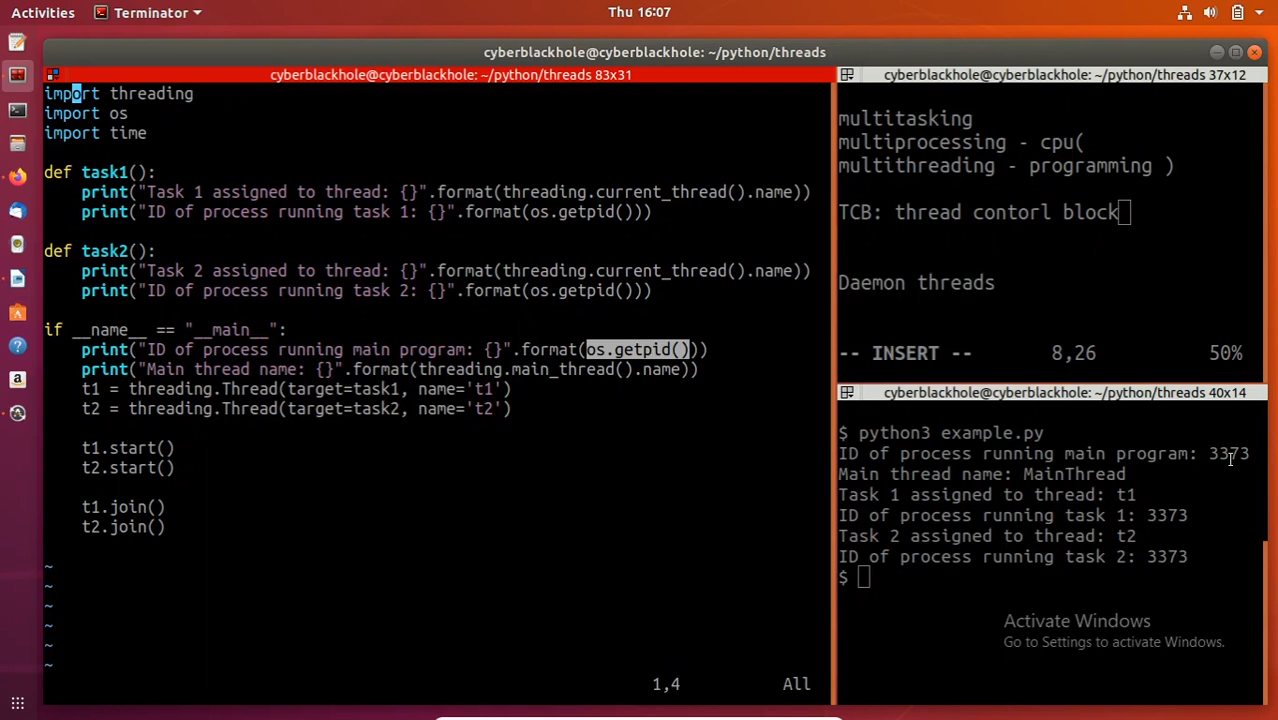 Activities
Terminator
Thu 16:07
cyberblackhole@cyberblackhole: ~/python/threads
cyberblackhole@cyberblackhole: ~/python/threads 83x31
import threading
import os
import time
def task1():
    print("Task 1 assigned to thread: {}".format(threading.current_thread().name))
    print("ID of process running task 1: {}".format(os.getpid()))
def task2():
    print("Task 2 assigned to thread: {}".format(threading.current_thread().name))
    print("ID of process running task 2: {}".format(os.getpid()))
if __name__ == "__main__":
    print("ID of process running main program: {}".format(os.getpid()))
    print("Main thread name: {}".format(threading.main_thread().name))
    t1 = threading.Thread(target=task1, name='t1')
    t2 = threading.Thread(target=task2, name='t2')
    t1.start()
    t2.start()
    t1.join()
    t2.join()
~
~
~
~
~
~
1,4 All
cyberblackhole@cyberblackhole: ~/python/threads 37x12
multitasking
multiprocessing - cpu(
multithreading - programming )
TCB: thread contorl block
Daemon threads
-- INSERT -- 8,26 50%
cyberblackhole@cyberblackhole: ~/python/threads 40x14
$ python3 example.py
ID of process running main program: 3373
Main thread name: MainThread
Task 1 assigned to thread: t1
ID of process running task 1: 3373
Task 2 assigned to thread: t2
ID of process running task 2: 3373
$
Activate Windows
Go to Settings to activate Windows.